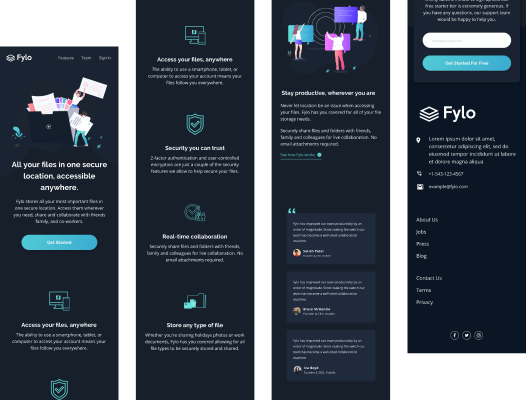 Fylo
Features Team Sign In
All your files in one secure
location, accessible
anywhere.
Fylo stores all your most important files in
one secure location. Access them wherever
you need, share and collaborate with friends
family, and co-workers.
Get Started
Access your files, anywhere
The ability to use a smartphone, tablet, or
computer to access your account means your
files follow you everywhere.
Access your files, anywhere
The ability to use a smartphone, tablet, or
computer to access your account means your
files follow you everywhere.
Security you can trust
2-factor authentication and user-controlled
encryption are just a couple of the security
features we allow to help secure your files.
Real-time collaboration
Securely share files and folders with friends,
family and colleagues for live collaboration. No
email attachments required.
Store any type of file
Whether you're sharing holidays photos or work
documents, Fylo has you covered allowing for all
file types to be securely stored and shared.
Stay productive, wherever you are
Never let location be an issue when accessing
your files. Fylo has you covered for all of your file
storage needs.
Securely share files and folders with friends,
family and colleagues for live collaboration. No
email attachments required.
See how Fylo works
Fylo has improved our team productivity by an
order of magnitude. Since making the switch our
team has become a well-oiled collaboration
machine.
Satish Patel
Founder & CEO, Huddle
Fylo has improved our team productivity by an
order of magnitude. Since making the switch our
team has become a well-oiled collaboration
machine.
Bruce McKenzie
Founder & CEO, Huddle
Fylo has improved our team productivity by an
order of magnitude. Since making the switch our
team has become a well-oiled collaboration
machine.
Iva Boyd
Founder & CEO, Huddle
free starter tier is extremely generous. If
you have any questions, our support team
would be happy to help you.
Get Started For Free
Fylo
Lorem ipsum dolor sit amet,
consectetur adipiscing elit, sed do
eiusmod tempor incididunt ut labore
et dolore magna aliqua
+1-543-123-4567
example@fylo.com
About Us
Jobs
Press
Blog
Contact Us
Terms
Privacy